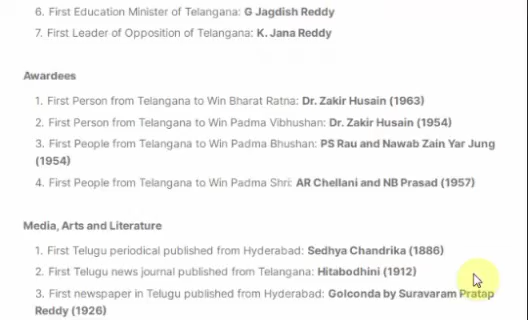 6. First Education Minister of Telangana: G Jagdish Reddy
7. First Leader of Opposition of Telangana: K. Jana Reddy
Awardees
1. First Person from Telangana to Win Bharat Ratna: Dr. Zakir Husain (1963)
2. First Person from Telangana to Win Padma Vibhushan: Dr. Zakir Husain (1954)
3. First People from Telangana to Win Padma Bhushan: PS Rau and Nawab Zain Yar Jung
(1954)
4. First People from Telangana to Win Padma Shri: AR Chellani and NB Prasad (1957)
Media, Arts and Literature
1. First Telugu periodical published from Hyderabad: Sedhya Chandrika (1886)
2. First Telugu news journal published from Telangana: Hitabodhini (1912)
3. First newspaper in Telugu published from Hyderabad: Golconda by Suravaram Pratap
Reddy (1926)